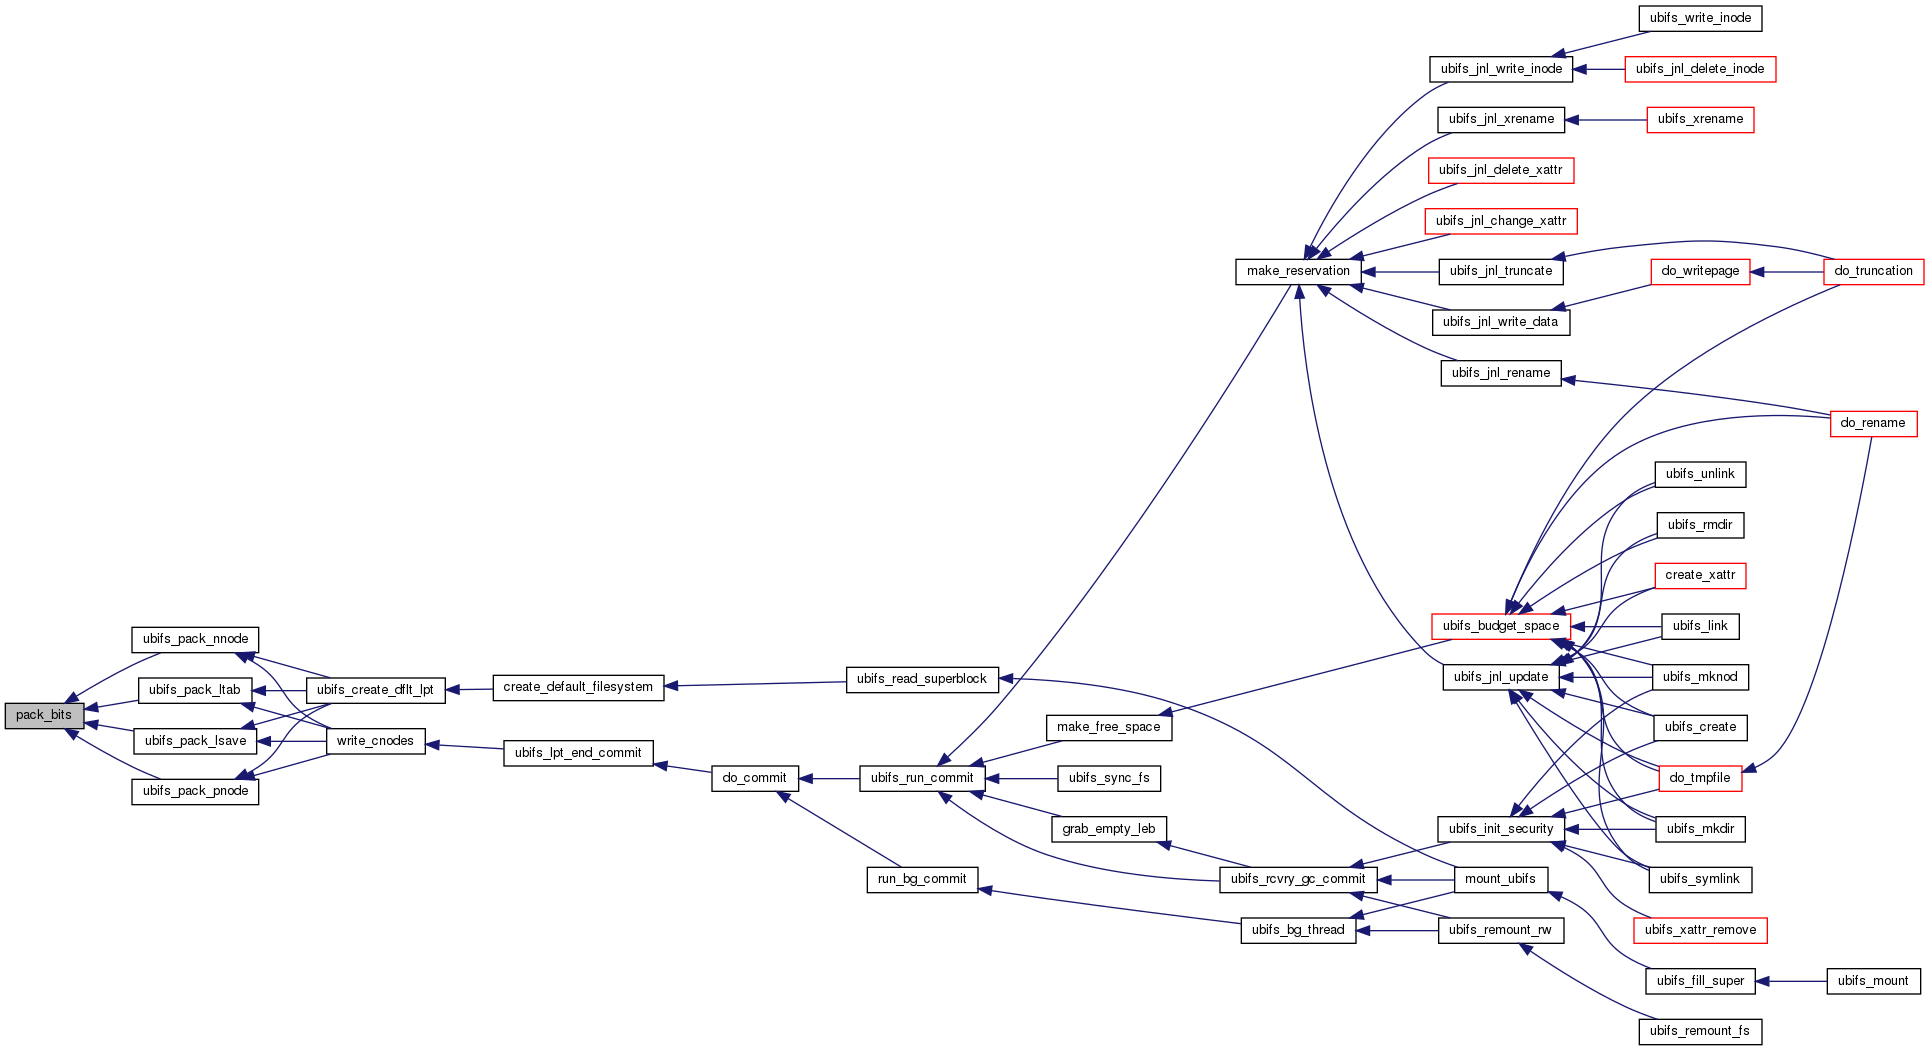 ubifs_write_inode
ubifs_jnl_write_inode
ubifs_jnl_delete_inode
ubifs_jnl_xrename
ubifs_xrename
ubifs_jnl_delete_xattr
ubifs_jnl_change_xattr
make_reservation
ubifs_jnl_truncate
do_writepage
do_truncation
ubifs_jnl_write_data
ubifs_jnl_rename
do_rename
ubifs_unlink
ubifs_rmdir
create_xattr
ubifs_budget_space
ubifs_link
ubifs_pack_nnode
ubifs_jnl_update
ubifs_mknod
ubifs_read_superblock
create_default_filesystem
ubifs_pack_ltab
ubifs_create_dflt_lpt
pack_bits
make_free_space
ubifs_create
ubifs_pack_lsave
write_cnodes
ubifs_lpt_end_commit
do_commit
ubifs_run_commit
ubifs_sync_fs
do_tmpfile
ubifs_pack_pnode
grab_empty_leb
ubifs_init_security
ubifs_mkdir
run_bg_commit
ubifs_rcvry_gc_commit
mount_ubifs
ubifs_symlink
ubifs_bg_thread
ubifs_remount_rw
ubifs_xattr_remove
ubifs_fill_super
ubifs_mount
ubifs_remount_fs